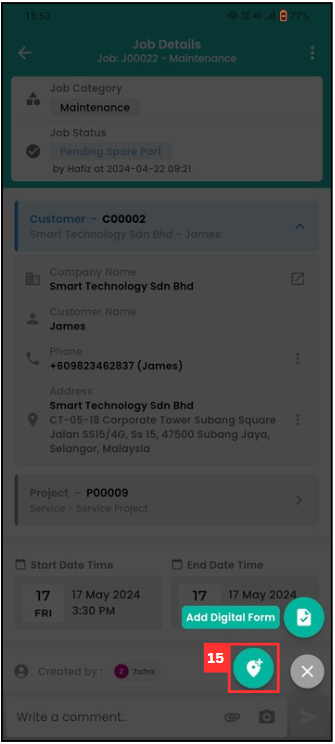 15.53
77%
Job Details
Job: J00022 - Maintenance
Job Category
Maintenance
Job Status
Pending Spare Part
by Hafiz at 2024-04-22 09:21
Customer - C00002
Smart Technology Sdn Bhd - James
Company Name
Smart Technology Sdn Bhd
Customer Name
James
Phone
+609823462837 (James)
Address
Smart Technology Sdn Bhd
CT-05-18 Corporate Tower Subang Square
Jalan SS15/4G, Ss 15, 47500 Subang Jaya,
Selangor, Malaysia
Project - P00009
Service - Service Project
Start Date Time
End Date Time
17
FRI
17 May 2024
3:30 PM
17
17 May 2024
Add Digital Form
15
Created by :
Z
Zafra
Write a comment..